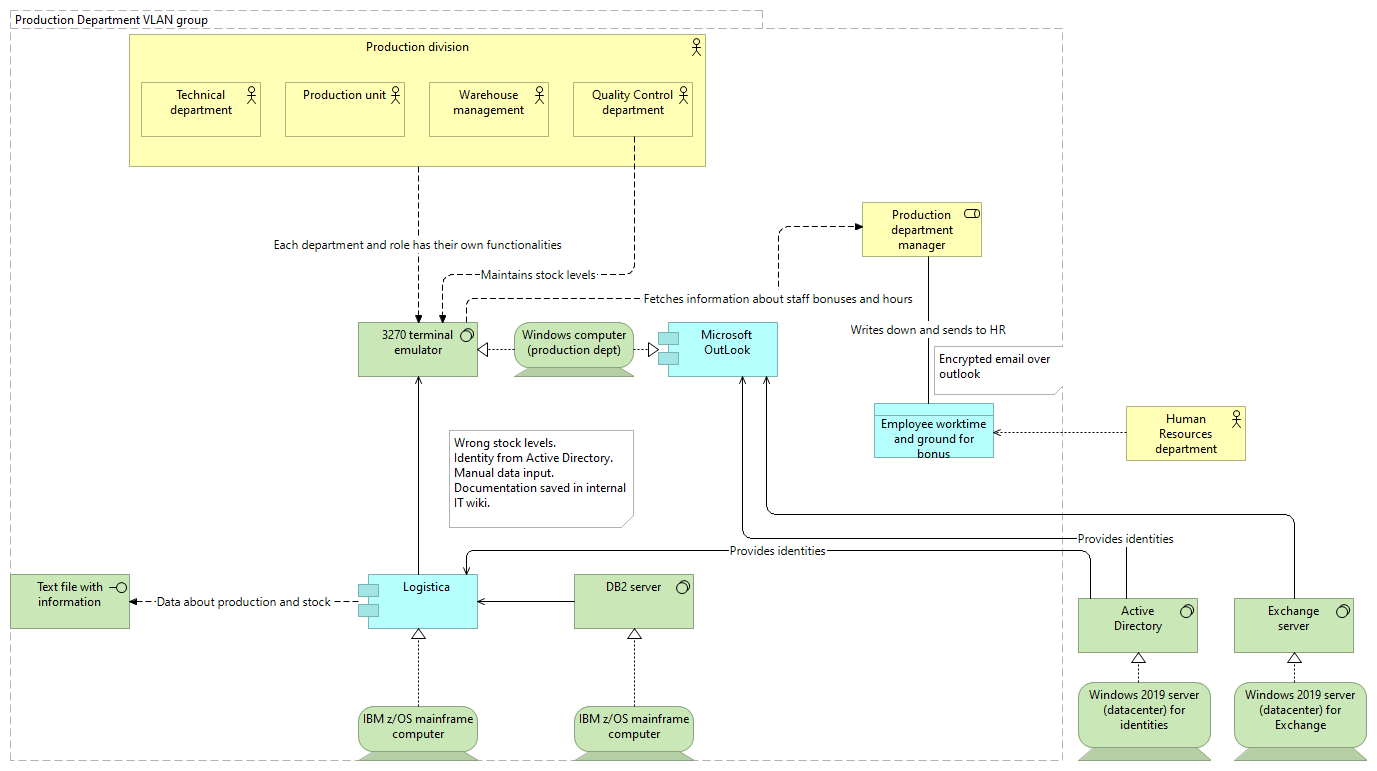 Production Department VLAN group
Production division
Technical
department
Production unit
Warehouse
management
Quality Control
department
Production
department
manager
Each department and role has their own functionalities
Maintains stock levels
Fetches information about staff bonuses and hours
3270 terminal
emulator
Windows computer
(production dept)
Microsoft
OutLook
Writes down and sends to HR
Encrypted email over
outlook
Employee worktime
and ground for
bonus
Human
Resources
department
Wrong stock levels.
Identity from Active Directory.
Manual data input.
Documentation saved in internal
IT wiki.
Provides identities
Provides identities
Text file with
information
Data about production and stock
Logistica
DB2 server
Active
Directory
Exchange
server
IBM z/OS mainframe
computer
IBM z/OS mainframe
computer
Windows 2019 server
(datacenter) for
identities
Windows 2019 server
(datacenter) for
Exchange